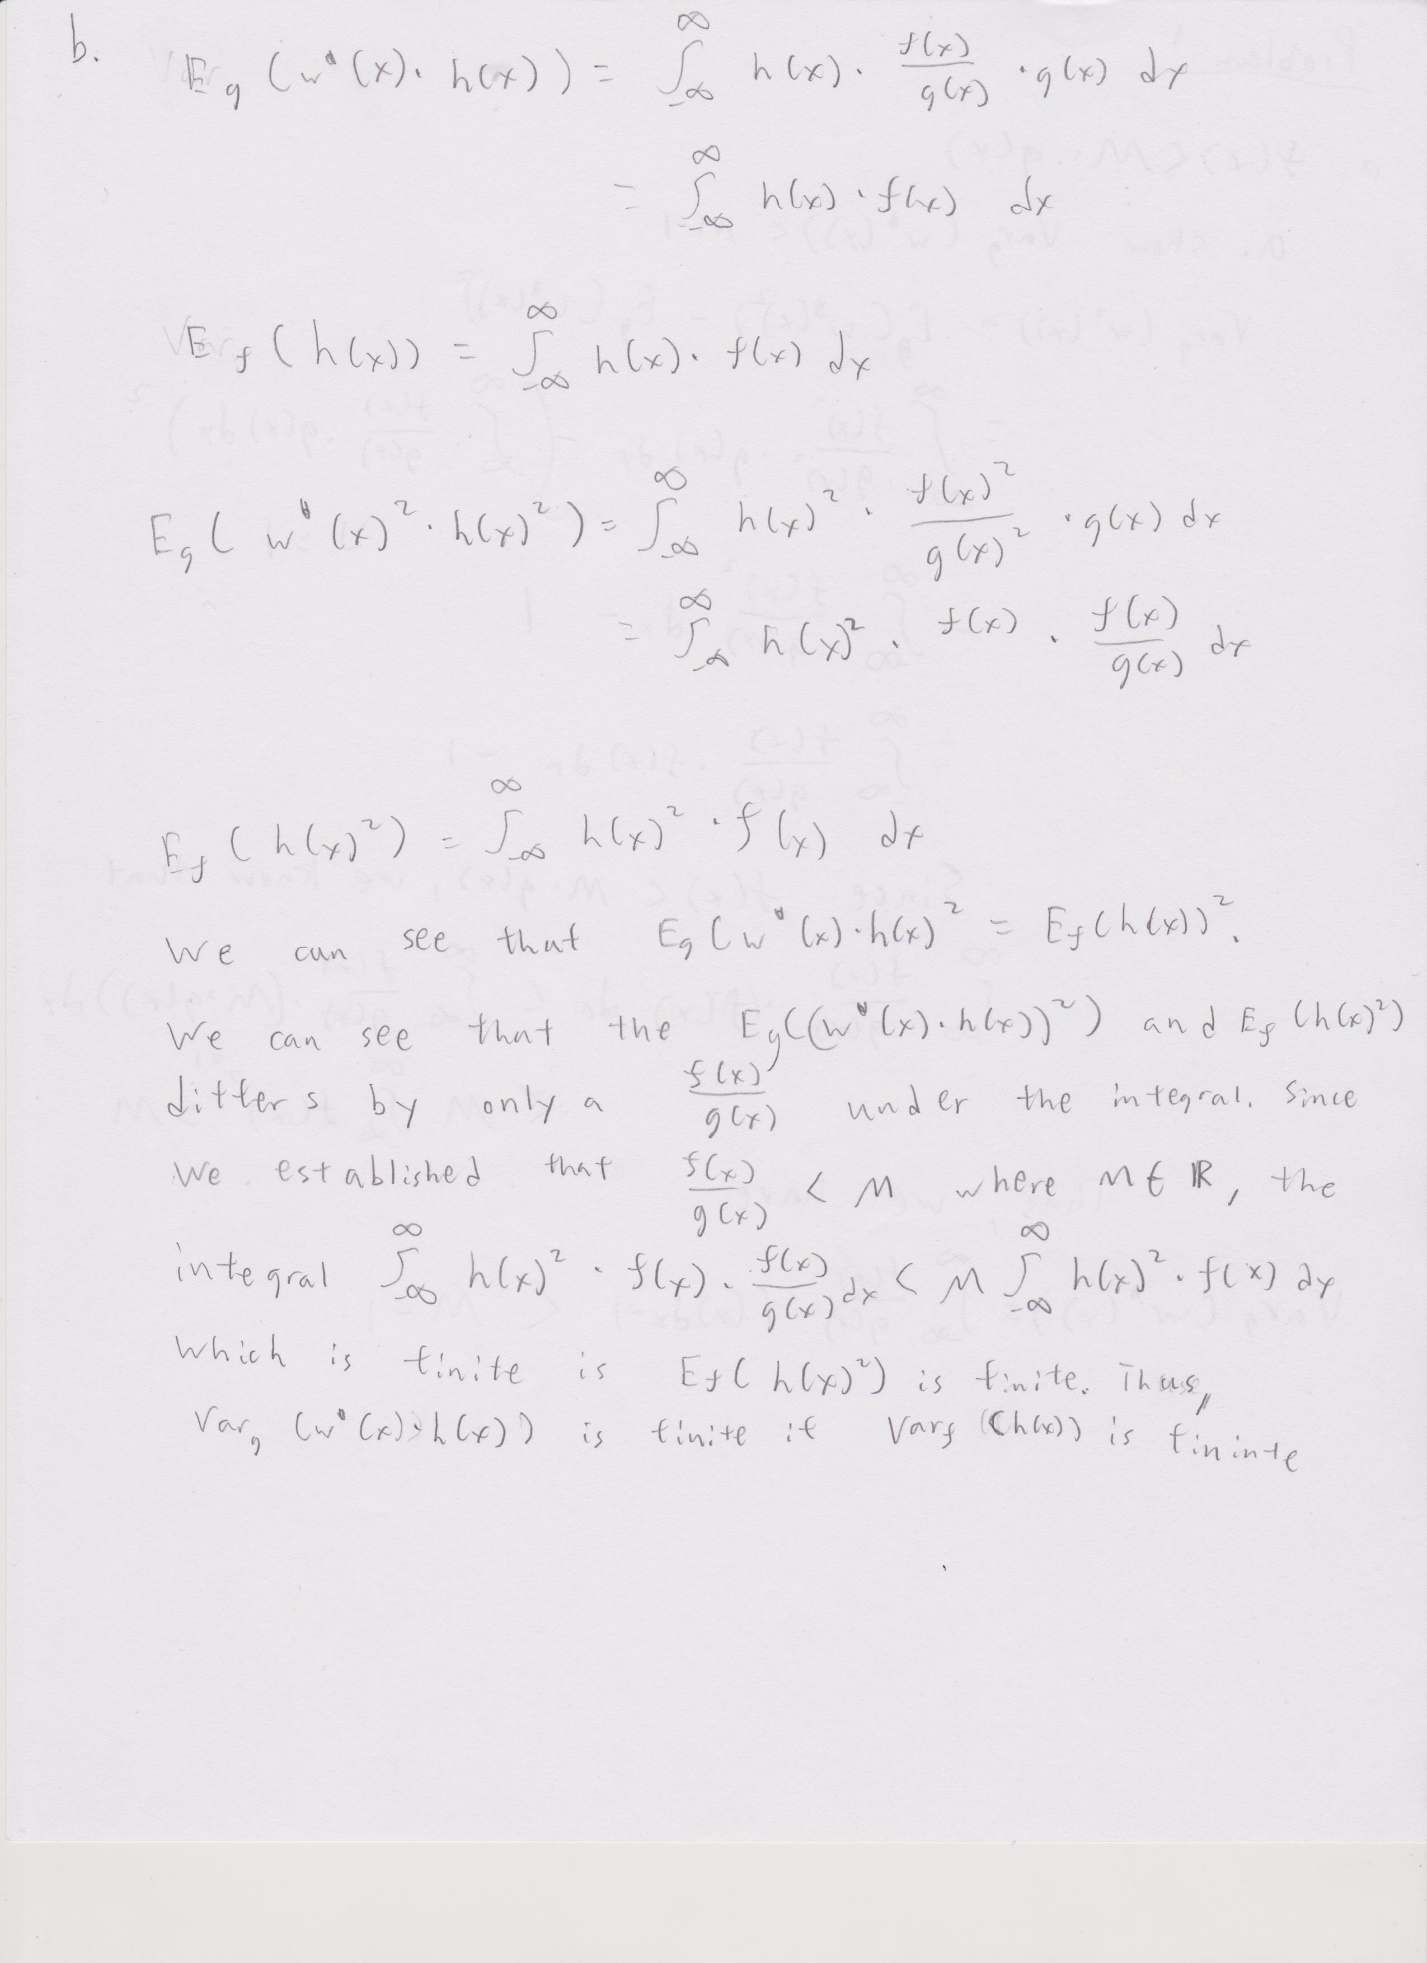 b.
E_g (w*(x) · h(x)) = ∫_{-∞}^{∞} h(x) · f(x)/g(x) · g(x) dx
= ∫_{-∞}^{∞} h(x) · f(x) dx
E_f (h(x)) = ∫_{-∞}^{∞} h(x) · f(x) dx
E_g ( w*(x)² · h(x)² ) = ∫_{-∞}^{∞} h(x)² · f(x)²/g(x)² · g(x) dx
= ∫_{-∞}^{∞} h(x)² · f(x) · f(x)/g(x) dx
E_f ( h(x)² ) = ∫_{-∞}^{∞} h(x)² · f(x) dx
We can see that E_g (w*(x) · h(x)² = E_f (h(x))².
We can see that the E_g((w*(x) · h(x))²) and E_f (h(x)²)
differs by only a f(x)/g(x) under the integral. Since
we established that f(x)/g(x) < M where M ∈ ℝ, the
integral ∫_{-∞}^{∞} h(x)² · f(x) · f(x)/g(x) dx < M ∫_{-∞}^{∞} h(x)² · f(x) dx
which is finite is E_f ( h(x)²) is finite. Thus,
Var_g (w*(x) · h(x)) is finite if Var_f (h(x)) is fininte